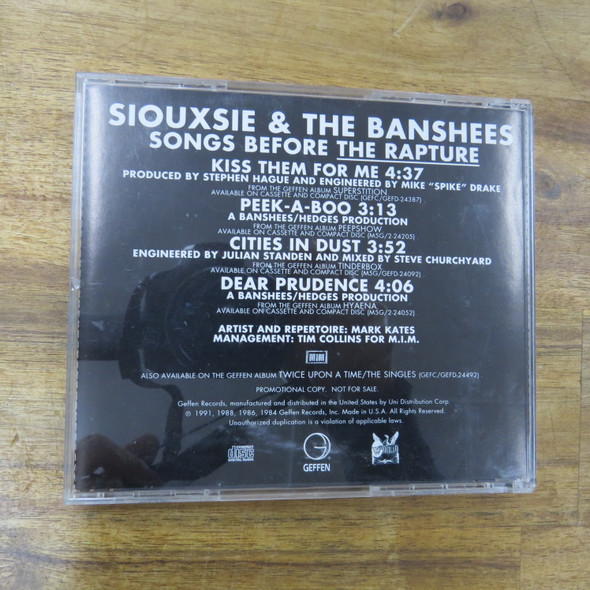 SIOUXSIE & THE BANSHEES
SONGS BEFORE THE RAPTURE
KISS THEM FOR ME 4:37
PRODUCED BY STEPHEN HAGUE AND ENGINEERED BY MIKE "SPIKE" DRAKE
FROM THE GEFFEN ALBUM SUPERSTITION
AVAILABLE ON CASSETTE AND COMPACT DISC (GEFC/GEFD-24387)
PEEK-A-BOO 3:13
A BANSHEES/HEDGES PRODUCTION
FROM THE GEFFEN ALBUM PEEPSHOW
AVAILABLE ON CASSETTE AND COMPACT DISC (M5G/2-24205)
CITIES IN DUST 3:52
ENGINEERED BY JULIAN STANDEN AND MIXED BY STEVE CHURCHYARD
FROM THE GEFFEN ALBUM TINDERBOX
AVAILABLE ON CASSETTE AND COMPACT DISC (M5G/GEFD-24092)
DEAR PRUDENCE 4:06
A BANSHEES/HEDGES PRODUCTION
FROM THE GEFFEN ALBUM HYAENA
AVAILABLE ON CASSETTE AND COMPACT DISC (M5G/2-24052)
ARTIST AND REPERTOIRE: MARK KATES
MANAGEMENT: TIM COLLINS FOR M.I.M.
ALSO AVAILABLE ON THE GEFFEN ALBUM TWICE UPON A TIME/THE SINGLES (GEFC/GEFD-24492)
PROMOTIONAL COPY. NOT FOR SALE.
Geffen Records, manufactured and distributed in the United States by Uni Distribution Corp.
℗ 1991, 1988, 1986, 1984 Geffen Records, Inc. Made in U.S.A. All Rights Reserved.
Unauthorized duplication is a violation of applicable laws.
COMPACT disc DIGITAL AUDIO
GEFFEN